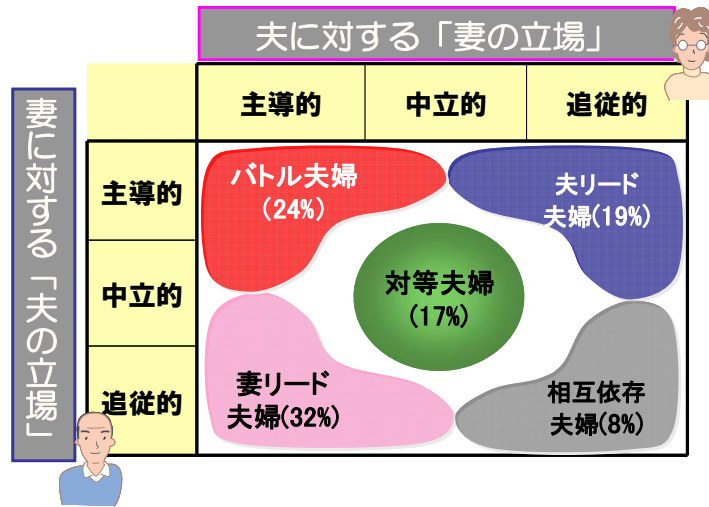 夫に対する「妻の立場」
妻に対する「夫の立場」
主導的
中立的
追従的
主導的
中立的
追従的
バトル夫婦
(24%)
夫リード
夫婦(19%)
対等夫婦
(17%)
妻リード
夫婦(32%)
相互依存
夫婦(8%)